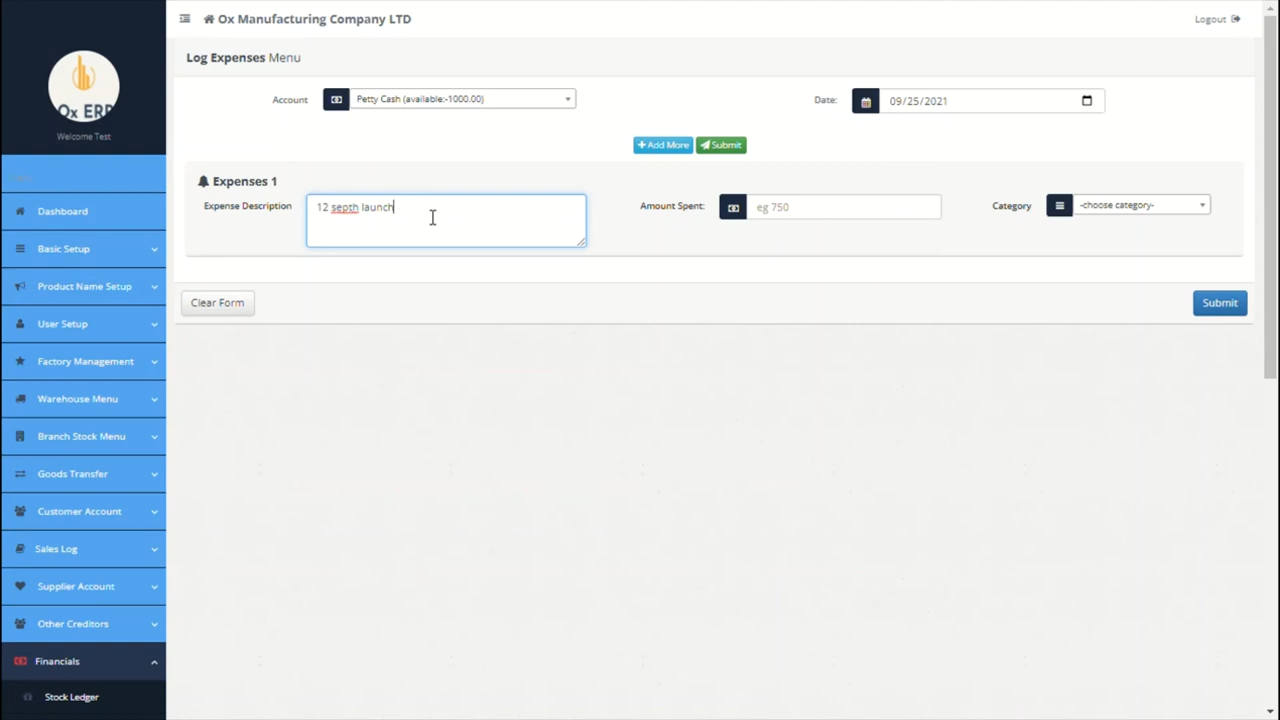 Ox Manufacturing Company LTD
Logout
Ox ERP
Welcome Test
Log Expenses Menu
Account
Petty Cash (available:-1000.00)
Date:
09/25/2021
+ Add More
Submit
Expenses 1
Expense Description
12 septh launch
Amount Spent:
eg 750
Category
-choose category-
Clear Form
Submit
Dashboard
Basic Setup
Product Name Setup
User Setup
Factory Management
Warehouse Menu
Branch Stock Menu
Goods Transfer
Customer Account
Sales Log
Supplier Account
Other Creditors
Financials
Stock Ledger